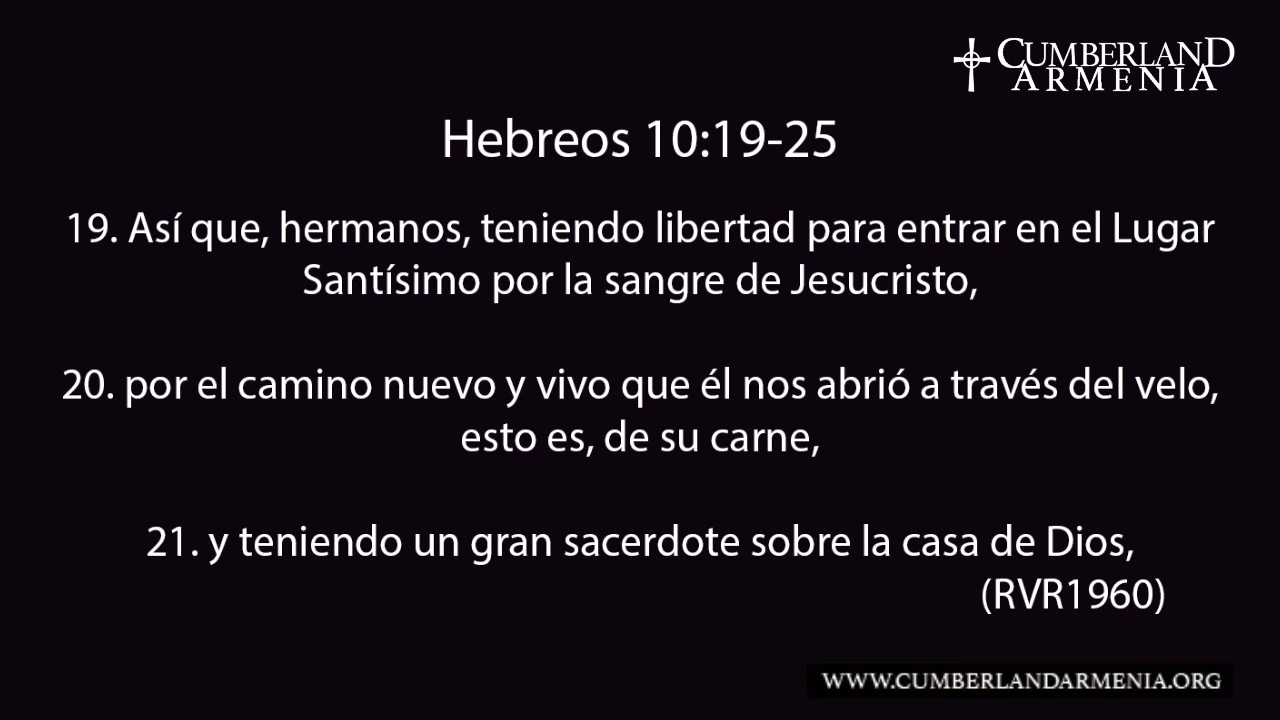 CUMBERLAND
ARMENIA
Hebreos 10:19-25
19. Así que, hermanos, teniendo libertad para entrar en el Lugar
Santísimo por la sangre de Jesucristo,
20. por el camino nuevo y vivo que él nos abrió a través del velo,
esto es, de su carne,
21. y teniendo un gran sacerdote sobre la casa de Dios,
(RVR1960)
WWW.CUMBERLANDARMENIA.ORG